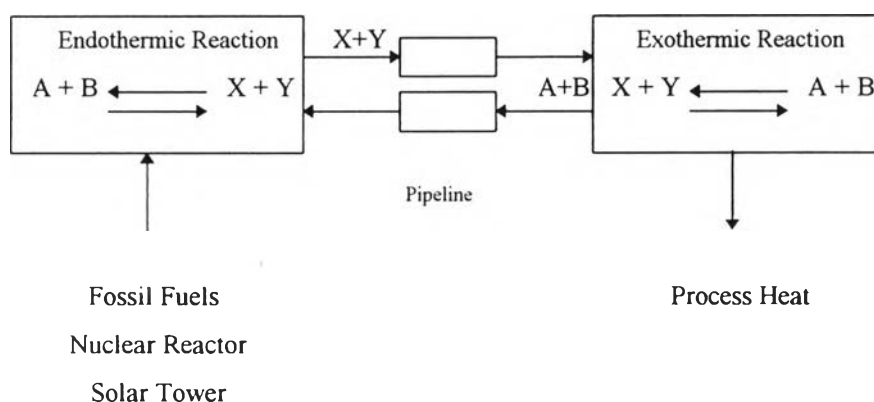 Endothermic Reaction
A + B X + Y
X+Y
A+B
Exothermic Reaction
X + Y A + B
Pipeline
Fossil Fuels
Nuclear Reactor
Solar Tower
Process Heat